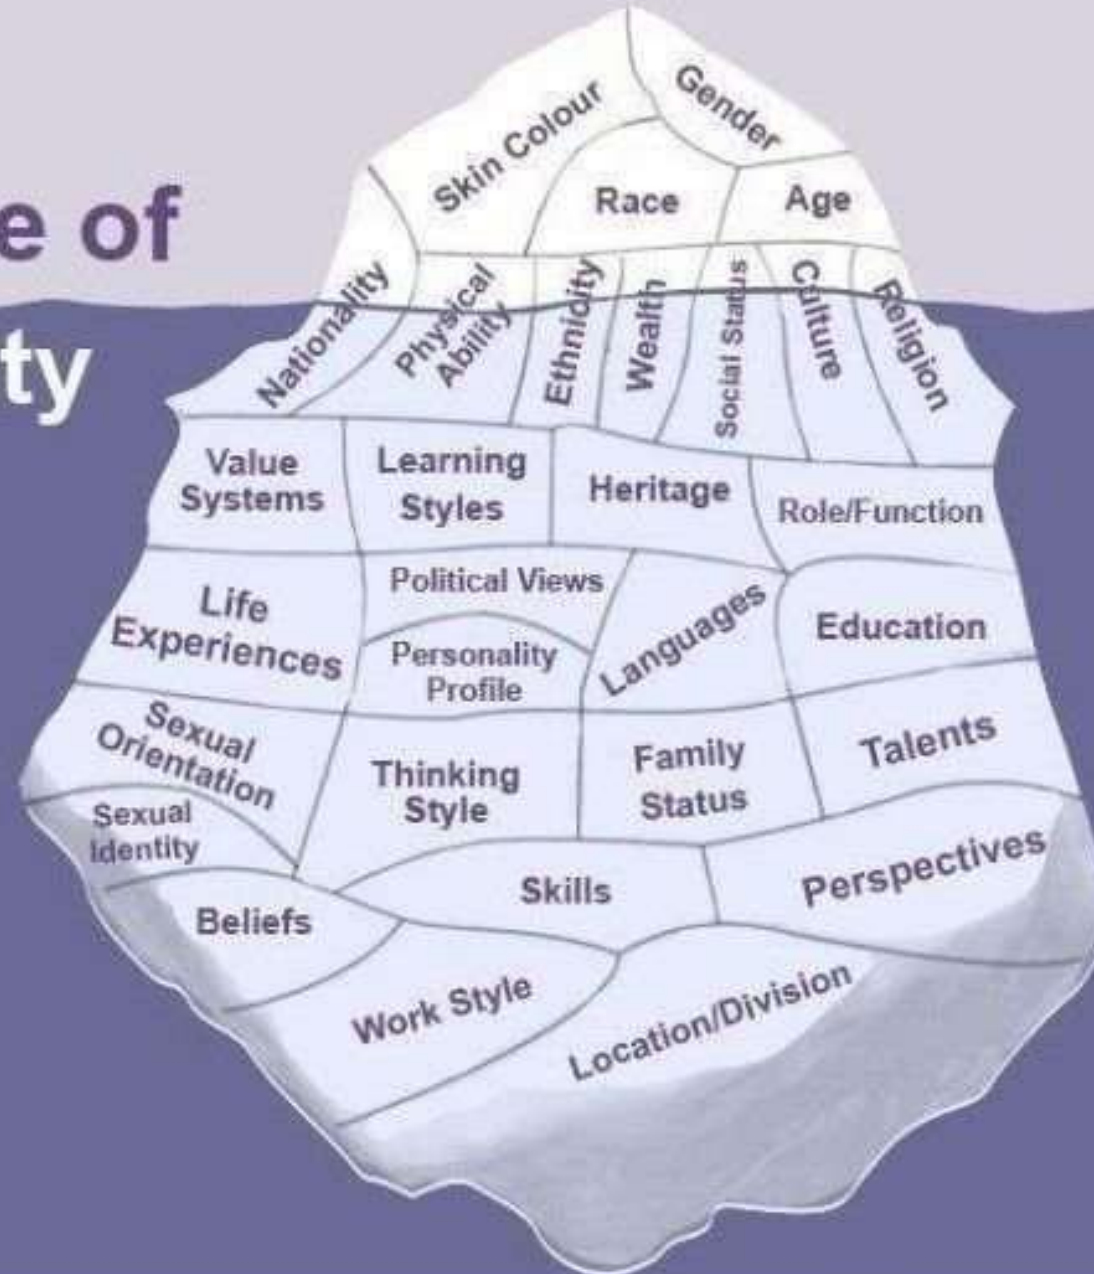 e of
ty
Skin Colour
Gender
Race
Age
Nationality
Physical
Ability
Ethnicity
Wealth
Social Status
Culture
Religion
Value
Systems
Learning
Styles
Heritage
Role/Function
Life
Experiences
Political Views
Personality
Profile
Languages
Education
Sexual
Orientation
Sexual
Identity
Thinking
Style
Family
Status
Talents
Beliefs
Skills
Perspectives
Work Style
Location/Division